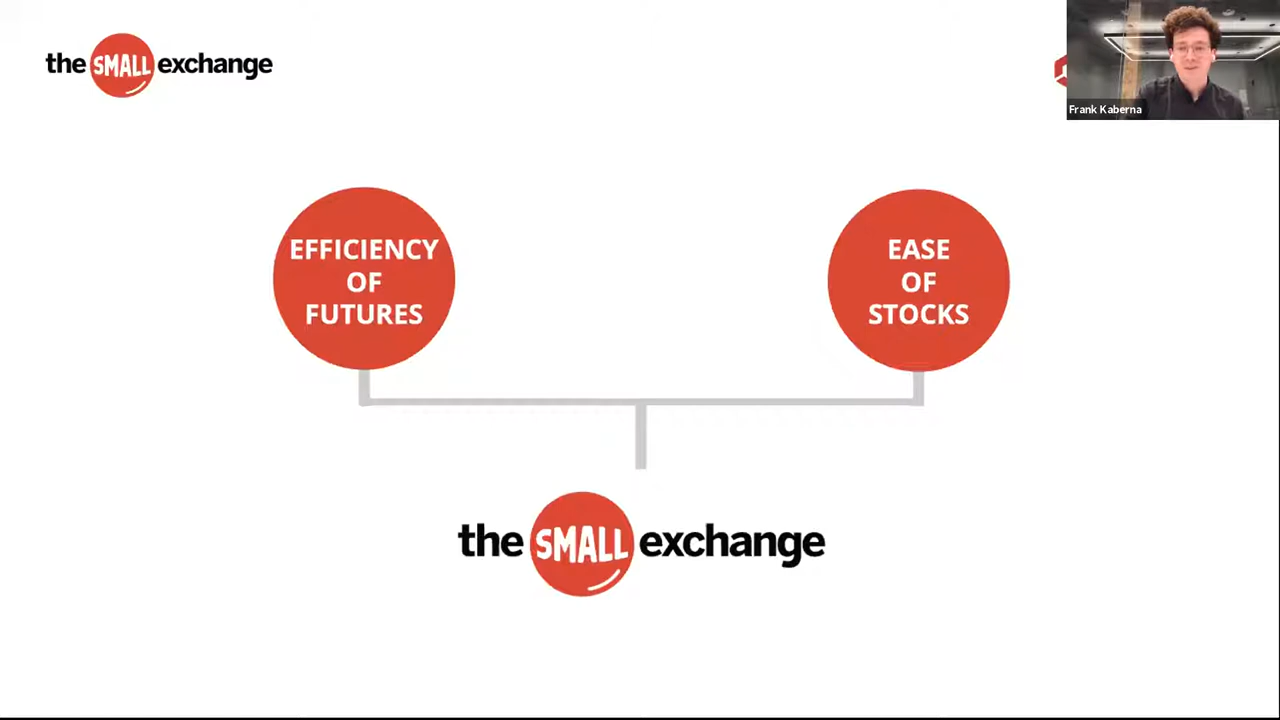 the SMALL exchange
Frank Kaberna
EFFICIENCY
OF
FUTURES
EASE
OF
STOCKS
the SMALL exchange